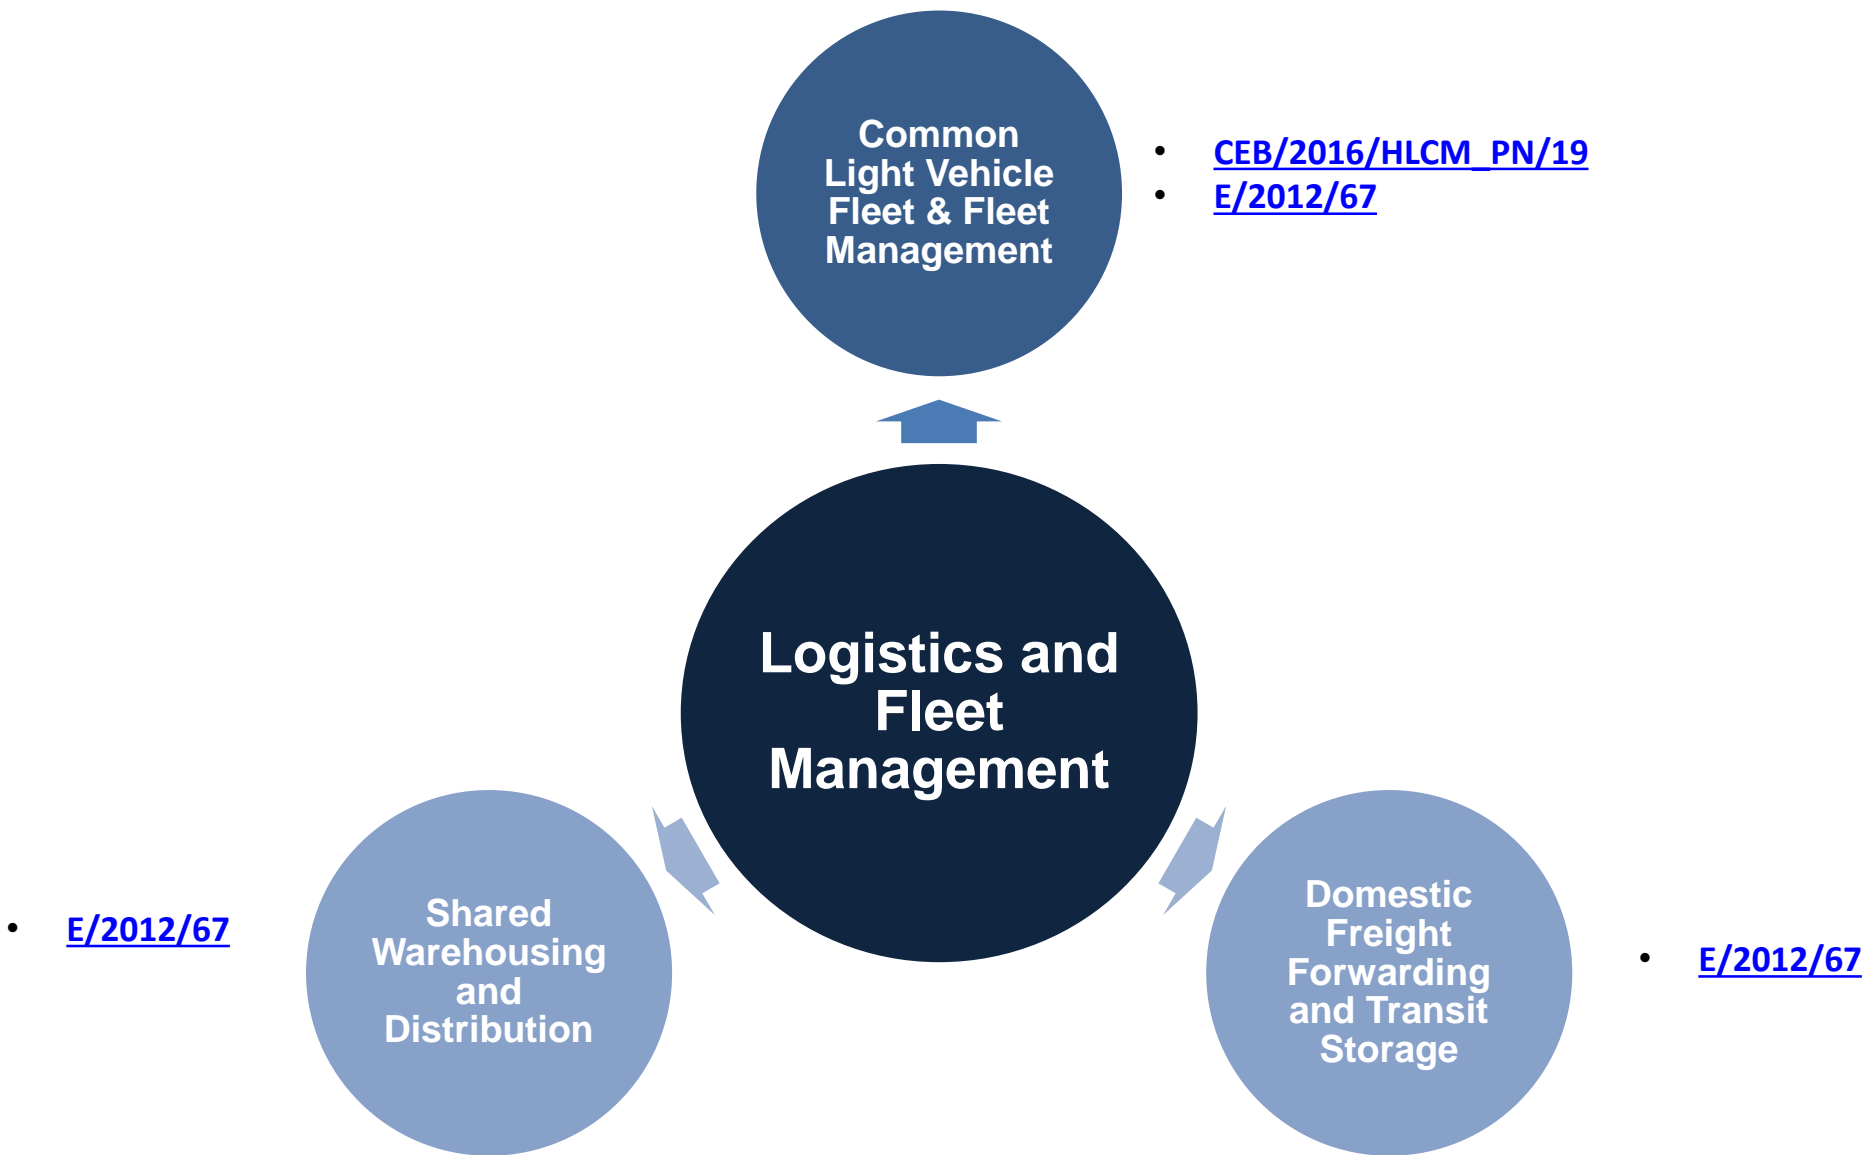 Common
Light Vehicle
Fleet & Fleet
Management
• CEB/2016/HLCM_PN/19
• E/2012/67
Logistics and
Fleet
Management
• E/2012/67
Shared
Warehousing
and
Distribution
Domestic
Freight
Forwarding
and Transit
Storage
• E/2012/67